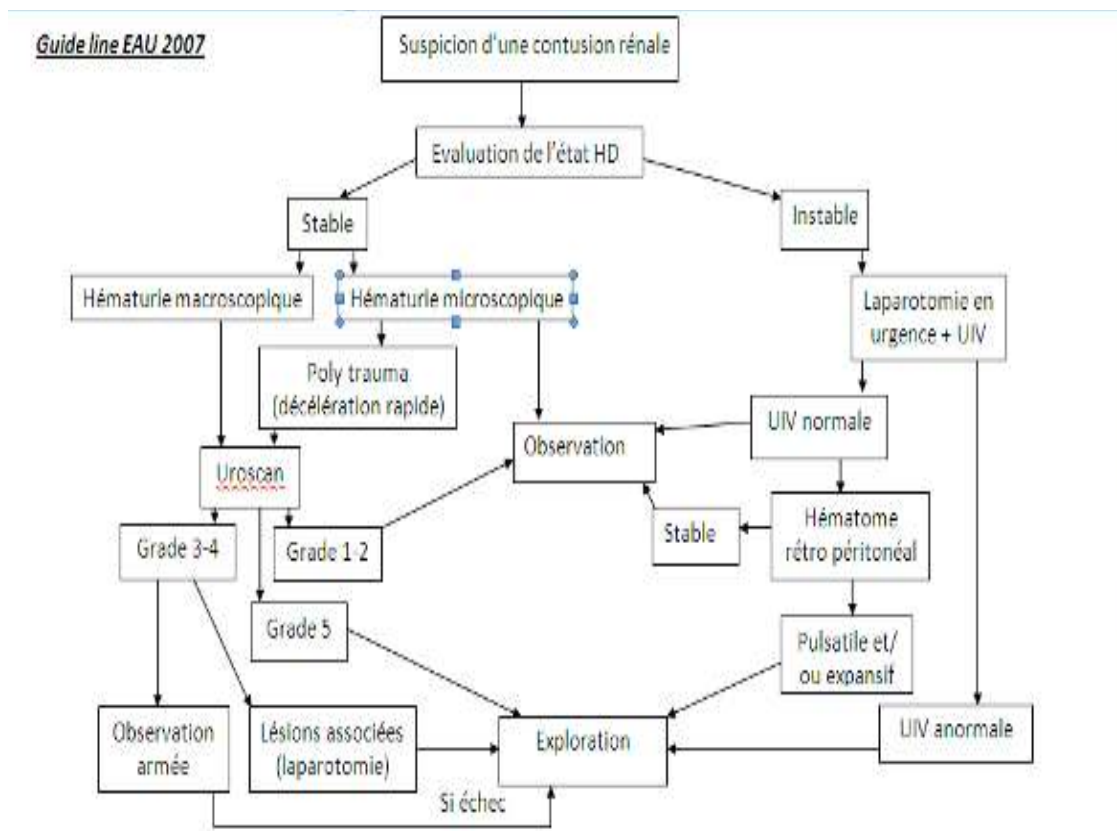 Guide line EAU 2007
Suspicion d'une contusion rénale
Evaluation de l'état HD
Stable
Instable
Hématurie macroscopique
Hématurie microscopique
Laparotomie en
urgence + UIV
Poly trauma
(décélération rapide)
UIV normale
Observation
Uroscan
Stable
Hématome
rétro péritonéal
Grade 3-4
Grade 1-2
Grade 5
Pulsatile et/
ou expansif
Observation
armée
Lésions associées
(laparotomie)
Exploration
UIV anormale
Si échec